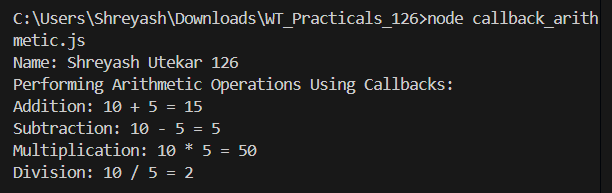 C:\Users\Shreyash\Downloads\WT_Practicals_126>node callback_arith
metic.js
Name: Shreyash Utekar 126
Performing Arithmetic Operations Using Callbacks:
Addition: 10 + 5 = 15
Subtraction: 10 - 5 = 5
Multiplication: 10 * 5 = 50
Division: 10 / 5 = 2